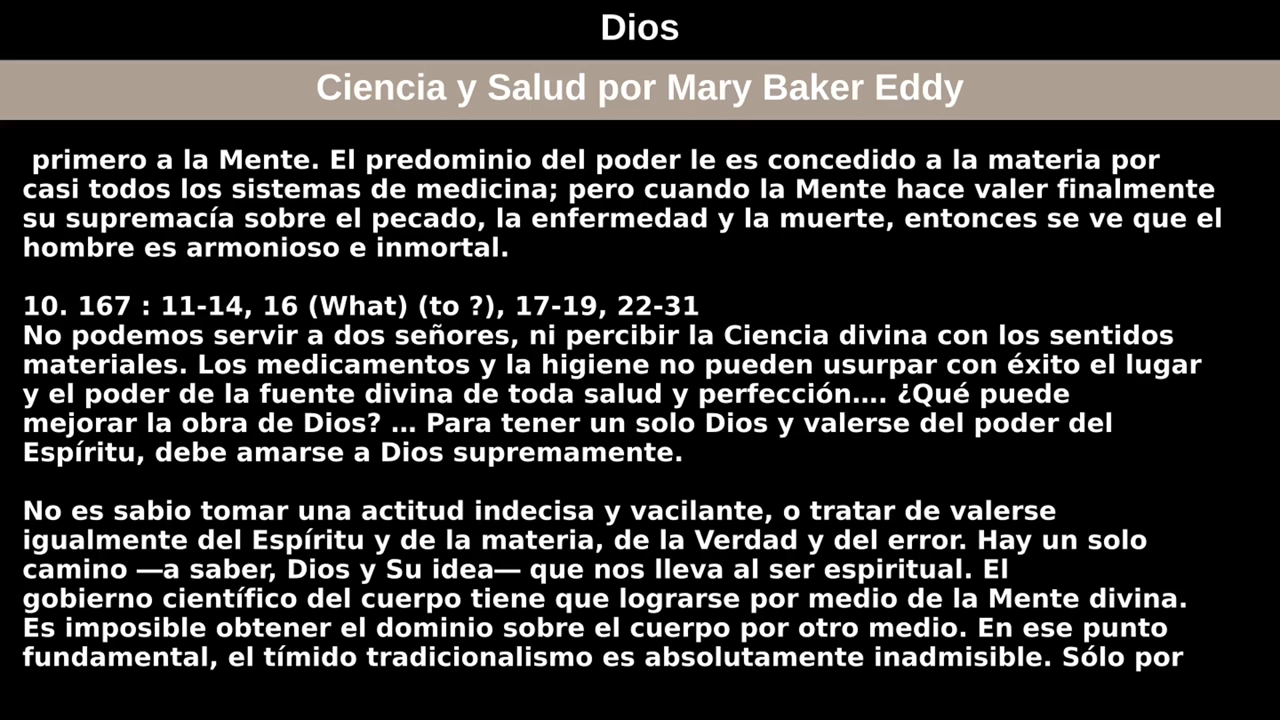 Dios
Ciencia y Salud por Mary Baker Eddy
primero a la Mente. El predominio del poder le es concedido a la materia por
casi todos los sistemas de medicina; pero cuando la Mente hace valer finalmente
su supremacía sobre el pecado, la enfermedad y la muerte, entonces se ve que el
hombre es armonioso e inmortal.
10. 167 : 11-14, 16 (What) (to ?), 17-19, 22-31
No podemos servir a dos señores, ni percibir la Ciencia divina con los sentidos
materiales. Los medicamentos y la higiene no pueden usurpar con éxito el lugar
y el poder de la fuente divina de toda salud y perfección.... ¿Qué puede
mejorar la obra de Dios? ... Para tener un solo Dios y valerse del poder del
Espíritu, debe amarse a Dios supremamente.
No es sabio tomar una actitud indecisa y vacilante, o tratar de valerse
igualmente del Espíritu y de la materia, de la Verdad y del error. Hay un solo
camino —a saber, Dios y Su idea— que nos lleva al ser espiritual. El
gobierno científico del cuerpo tiene que lograrse por medio de la Mente divina.
Es imposible obtener el dominio sobre el cuerpo por otro medio. En ese punto
fundamental, el tímido tradicionalismo es absolutamente inadmisible. Sólo por